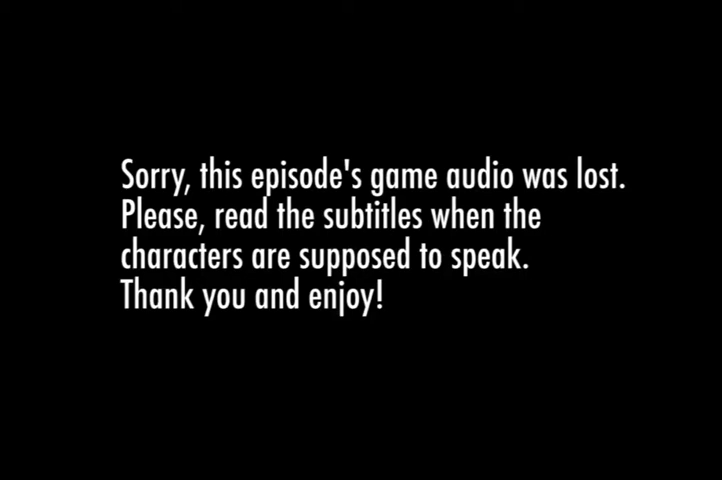 Sorry, this episode's game audio was lost.
Please, read the subtitles when the
characters are supposed to speak.
Thank you and enjoy!